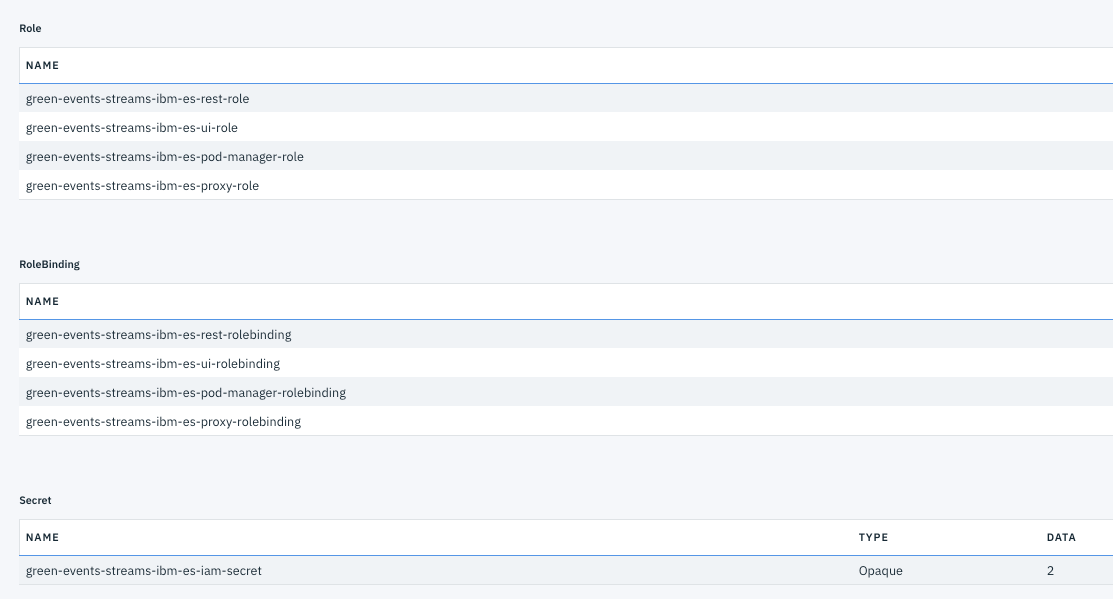 Role
NAME
green-events-streams-ibm-es-rest-role
green-events-streams-ibm-es-ui-role
green-events-streams-ibm-es-pod-manager-role
green-events-streams-ibm-es-proxy-role
RoleBinding
NAME
green-events-streams-ibm-es-rest-rolebinding
green-events-streams-ibm-es-ui-rolebinding
green-events-streams-ibm-es-pod-manager-rolebinding
green-events-streams-ibm-es-proxy-rolebinding
Secret
NAME TYPE DATA
green-events-streams-ibm-es-iam-secret Opaque 2